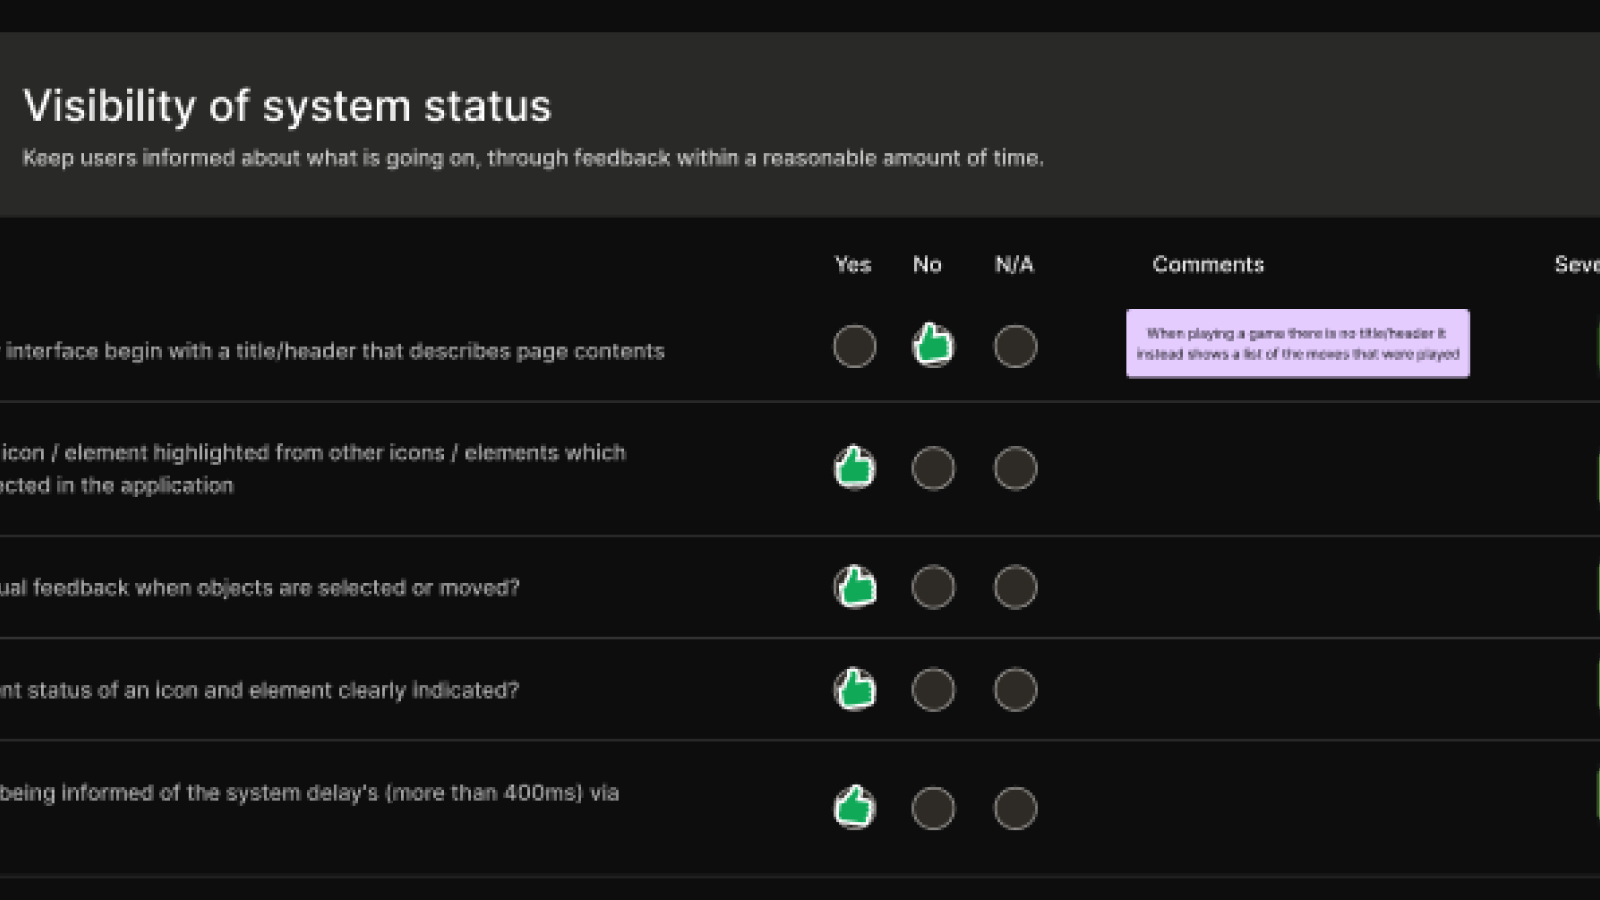 Visibility of system status
Keep users informed about what is going on, through feedback within a reasonable amount of time.
Yes No N/A Comments Seve
interface begin with a title/header that describes page contents
When playing a game there is no title/header it
instead shows a list of the moves that were played
icon / element highlighted from other icons / elements which
ected in the application
ual feedback when objects are selected or moved?
nt status of an icon and element clearly indicated?
being informed of the system delay's (more than 400ms) via